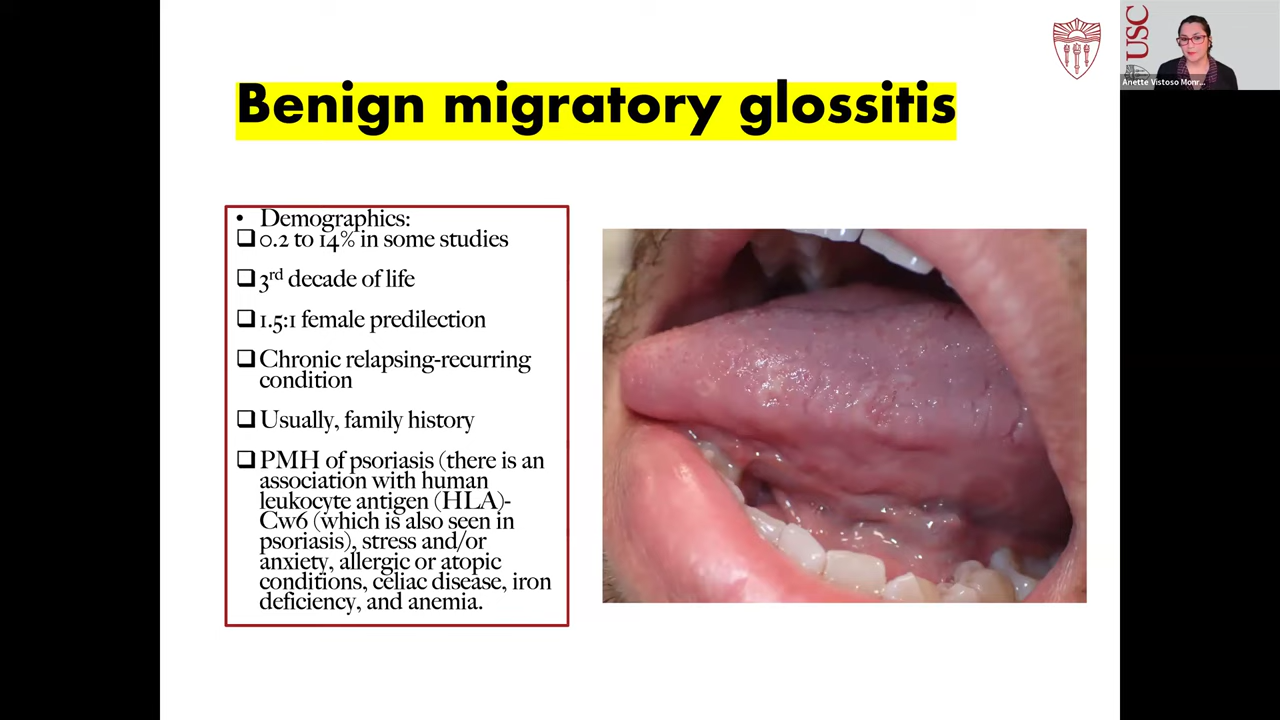 Benign migratory glossitis
• Demographics:
❑ 0.2 to 14% in some studies
❑ 3rd decade of life
❑ 1.5:1 female predilection
❑ Chronic relapsing-recurring
condition
❑ Usually, family history
❑ PMH of psoriasis (there is an
association with human
leukocyte antigen (HLA)-
Cw6 (which is also seen in
psoriasis), stress and/or
anxiety, allergic or atopic
conditions, celiac disease, iron
deficiency, and anemia.
USC
Anette Vistoso Monr...